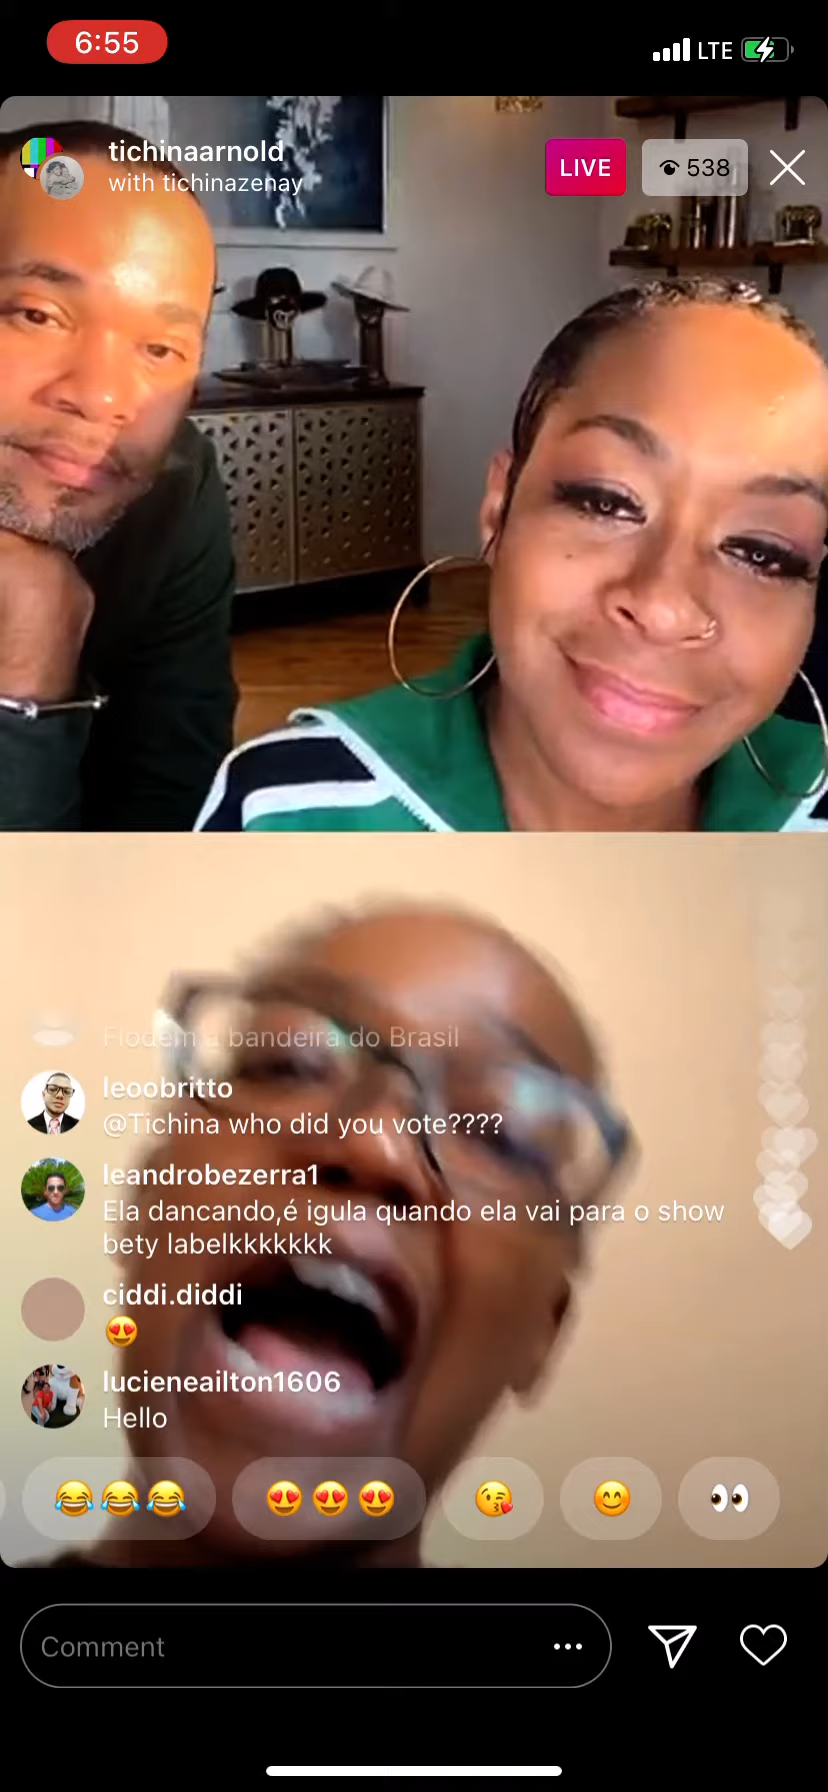 6:55
LTE
tichinaarnold
with tichinazenay
LIVE
538
Flodem a bandeira do Brasil
leoobritto
@Tichina who did you vote????
leandrobezerra1
Ela dancando,é igula quando ela vai para o show
bety labelkkkkkkk
ciddi.diddi
😍
lucieneailton1606
Hello
😂😂😂 😍😍😍 😘 😊 👀
Comment